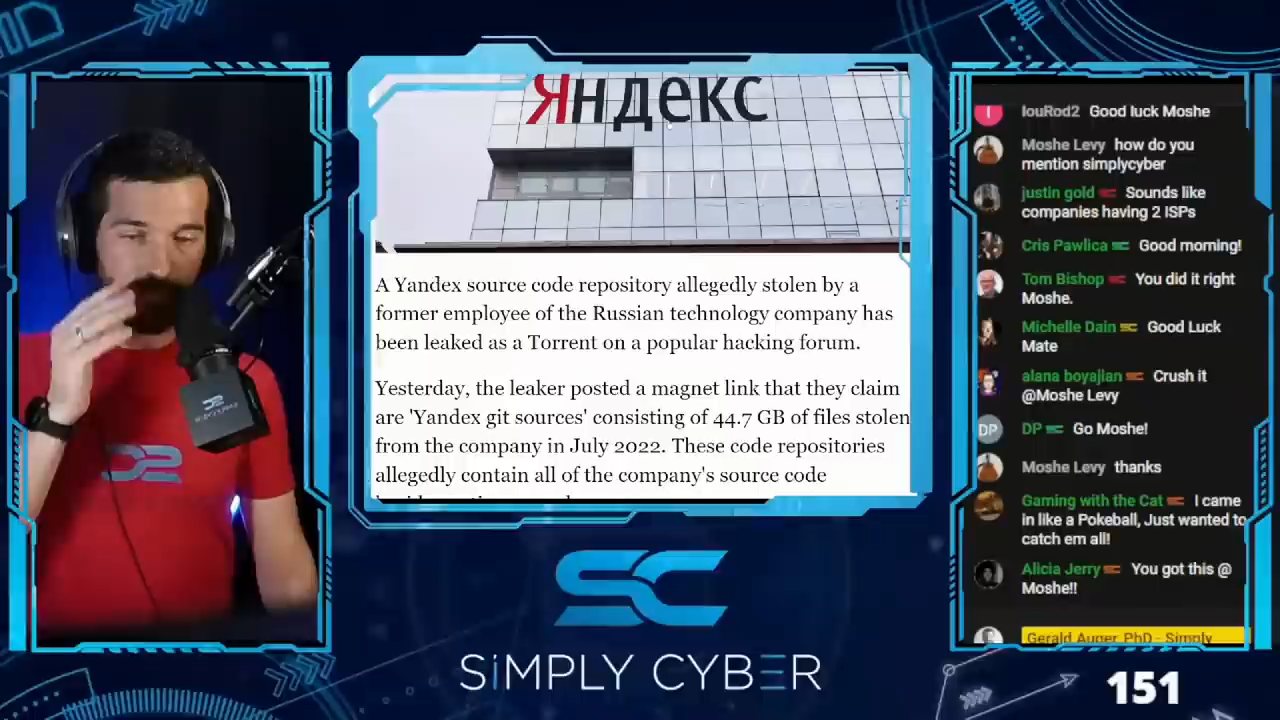 Яндекс
A Yandex source code repository allegedly stolen by a
former employee of the Russian technology company has
been leaked as a Torrent on a popular hacking forum.
Yesterday, the leaker posted a magnet link that they claim
are 'Yandex git sources' consisting of 44.7 GB of files stolen
from the company in July 2022. These code repositories
allegedly contain all of the company's source code
SC
SiMPLY CYBER
IouRod2 Good luck Moshe
Moshe Levy how do you
mention simplycyber
justin gold Sounds like
companies having 2 ISPs
Cris Pawlica Good morning!
Tom Bishop You did it right
Moshe.
Michelle Dain Good Luck
Mate
alana boyajian Crush it
@Moshe Levy
DP DP Go Moshe!
Moshe Levy thanks
Gaming with the Cat I came
in like a Pokeball, Just wanted to
catch em all!
Alicia Jerry You got this @
Moshe!!
Gerald Auger, PhD - Simply
151